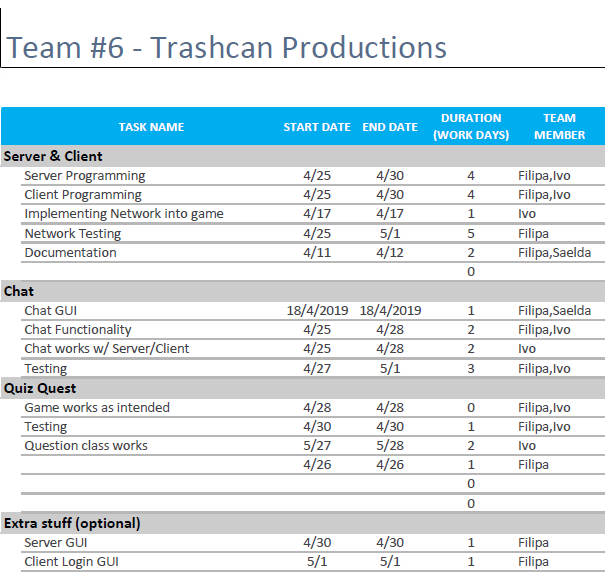 Team #6 - Trashcan Productions
TASK NAME START DATE END DATE DURATION (WORK DAYS) TEAM MEMBER
Server & Client
Server Programming 4/25 4/30 4 Filipa,Ivo
Client Programming 4/25 4/30 4 Filipa,Ivo
Implementing Network into game 4/17 4/17 1 Ivo
Network Testing 4/25 5/1 5 Filipa
Documentation 4/11 4/12 2 Filipa,Saelda
0
Chat
Chat GUI 18/4/2019 18/4/2019 1 Filipa,Saelda
Chat Functionality 4/25 4/28 2 Filipa,Ivo
Chat works w/ Server/Client 4/25 4/28 2 Ivo
Testing 4/27 5/1 3 Filipa,Ivo
Quiz Quest
Game works as intended 4/28 4/28 0 Filipa,Ivo
Testing 4/30 4/30 1 Filipa,Ivo
Question class works 5/27 5/28 2 Ivo
4/26 4/26 1 Filipa
0
0
Extra stuff (optional)
Server GUI 4/30 4/30 1 Filipa
Client Login GUI 5/1 5/1 1 Filipa